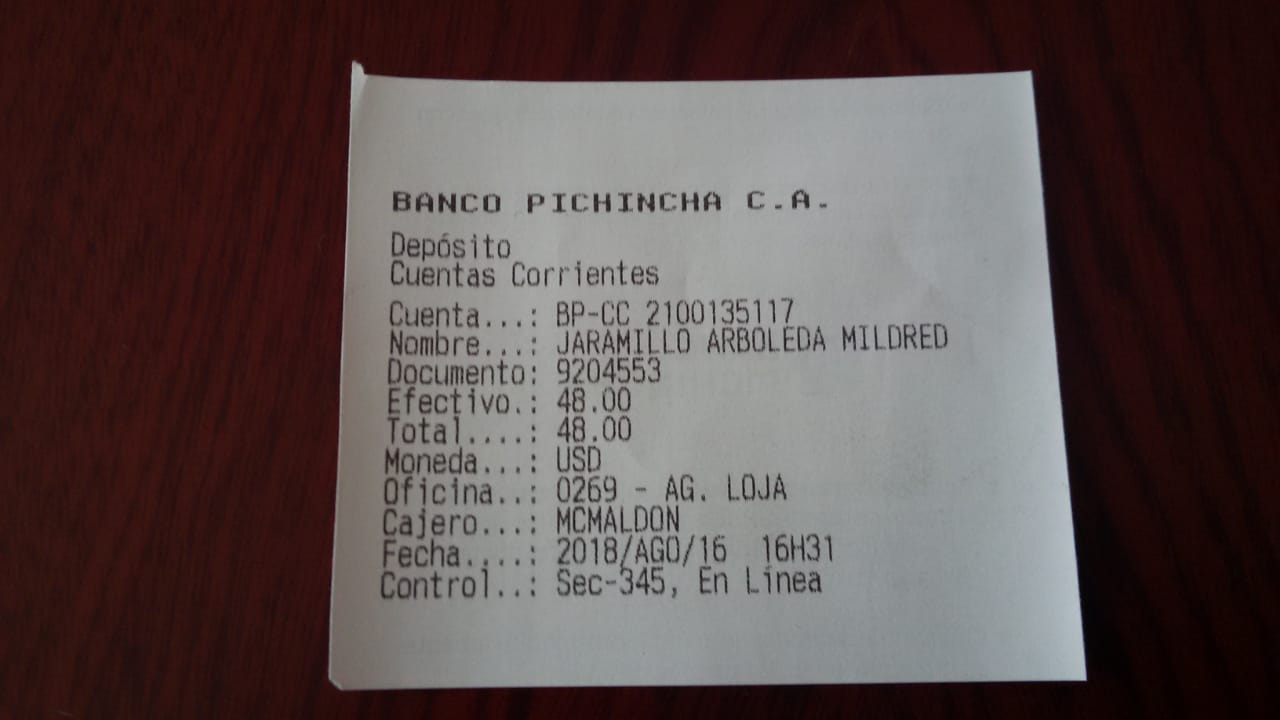 BANCO PICHINCHA C.A.
Depósito
Cuentas Corrientes
Cuenta...: BP-CC 2100135117
Nombre...: JARAMILLO ARBOLEDA MILDRED
Documento: 9204553
Efectivo.: 48.00
Total....: 48.00
Moneda...: USD
Oficina..: 0269 - AG. LOJA
Cajero...: MCMALDON
Fecha....: 2018/AGO/16 16H31
Control..: Sec-345, En Línea